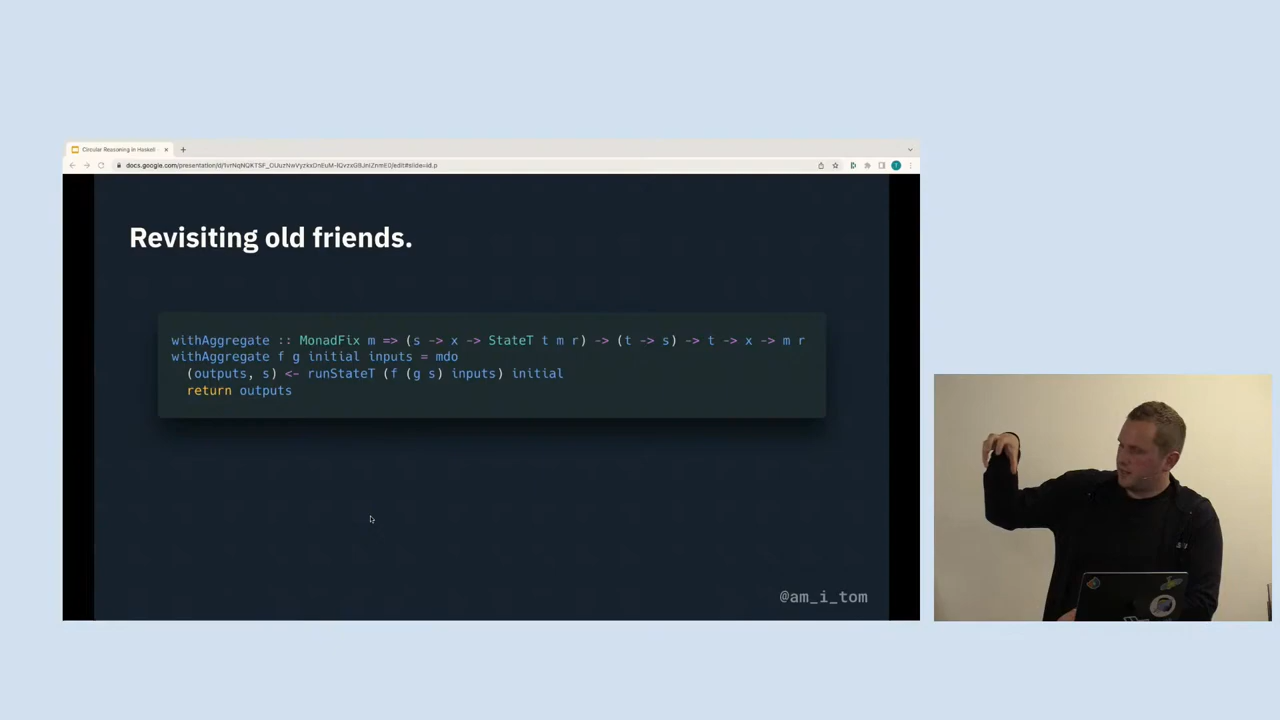 Circular Reasoning in Haskell
Revisiting old friends.
withAggregate :: MonadFix m => (s -> x -> StateT t m r) -> (t -> s) -> t -> x -> m r
withAggregate f g initial inputs = mdo
(outputs, s) <- runStateT (f (g s) inputs) initial
return outputs
@am_i_tom